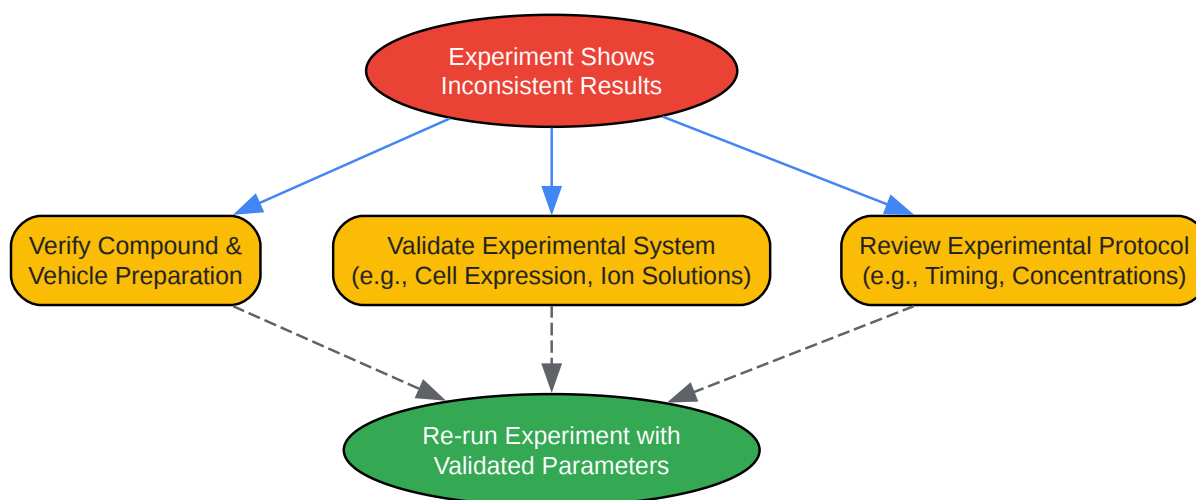 Experiment Shows
Inconsistent Results
Verify Compound &
Vehicle Preparation
Validate Experimental System
(e.g., Cell Expression, Ion Solutions)
Review Experimental Protocol
(e.g., Timing, Concentrations)
Re-run Experiment with
Validated Parameters